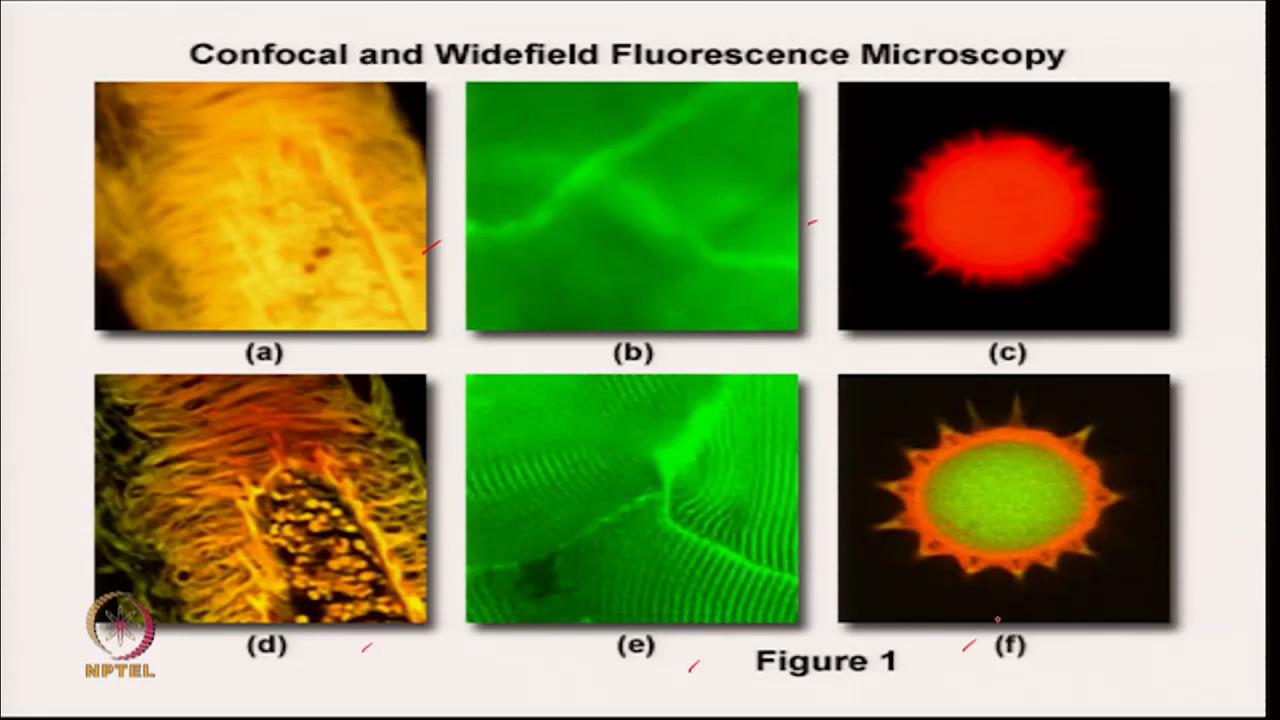 Confocal and Widefield Fluorescence Microscopy
(a)
(b)
(c)
(d)
(e)
(f)
Figure 1
NPTEL